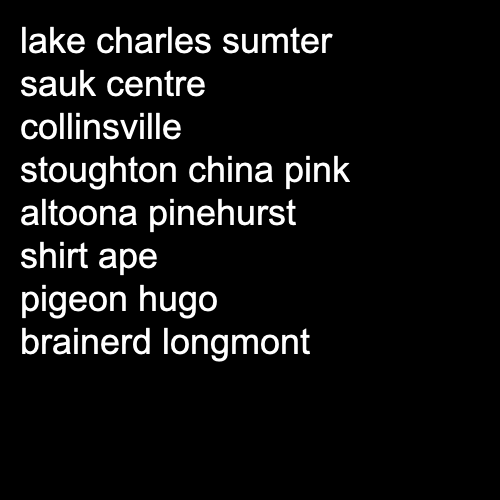 lake charles sumter
sauk centre
collinsville
stoughton china pink
altoona pinehurst
shirt ape
pigeon hugo
brainerd longmont